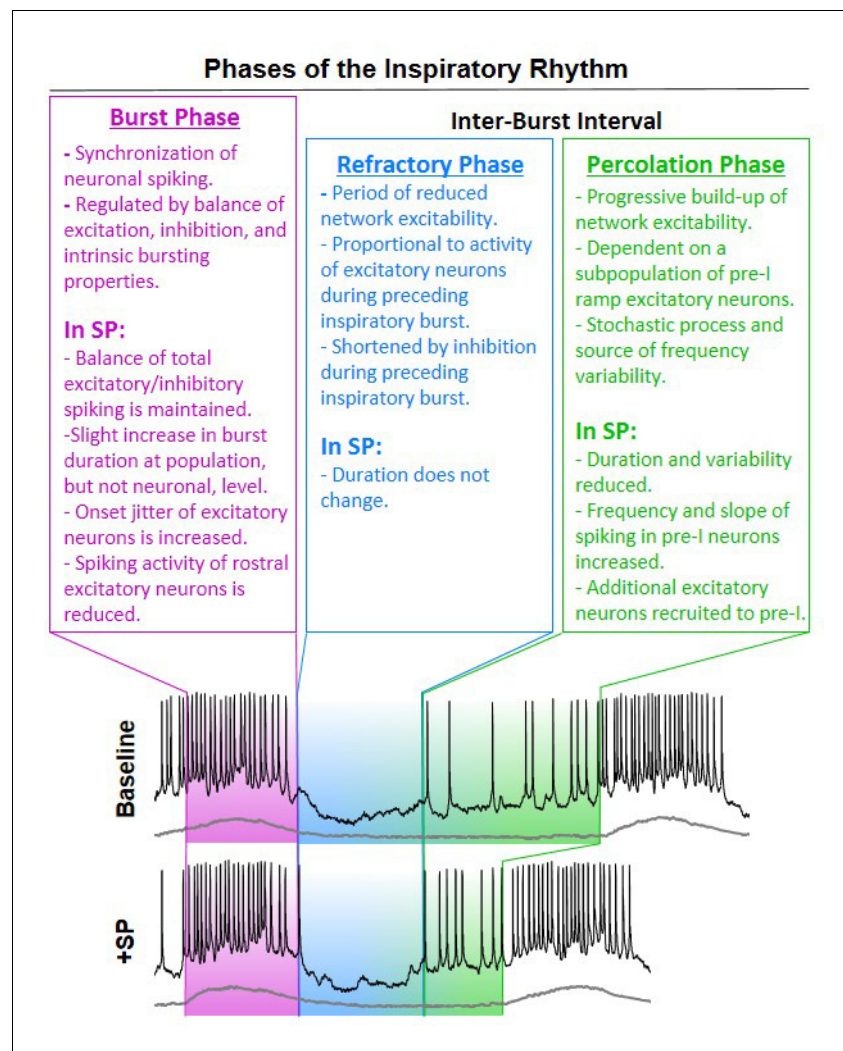 Phases of the Inspiratory Rhythm
Burst Phase
- Synchronization of
neuronal spiking.
- Regulated by balance of
excitation, inhibition, and
intrinsic bursting
properties.
In SP:
- Balance of total
excitatory/inhibitory
spiking is maintained.
-Slight increase in burst
duration at population,
but not neuronal, level.
- Onset jitter of excitatory
neurons is increased.
- Spiking activity of rostral
excitatory neurons is
reduced.
Inter-Burst Interval
Refractory Phase
- Period of reduced
network excitability.
- Proportional to activity
of excitatory neurons
during preceding
inspiratory burst.
- Shortened by inhibition
during preceding
inspiratory burst.
In SP:
- Duration does not
change.
Percolation Phase
- Progressive build-up of
network excitability.
- Dependent on a
subpopulation of pre-I
ramp excitatory neurons.
- Stochastic process and
source of frequency
variability.
In SP:
- Duration and variability
reduced.
- Frequency and slope of
spiking in pre-I neurons
increased.
- Additional excitatory
neurons recruited to pre-I.
Baseline
+SP